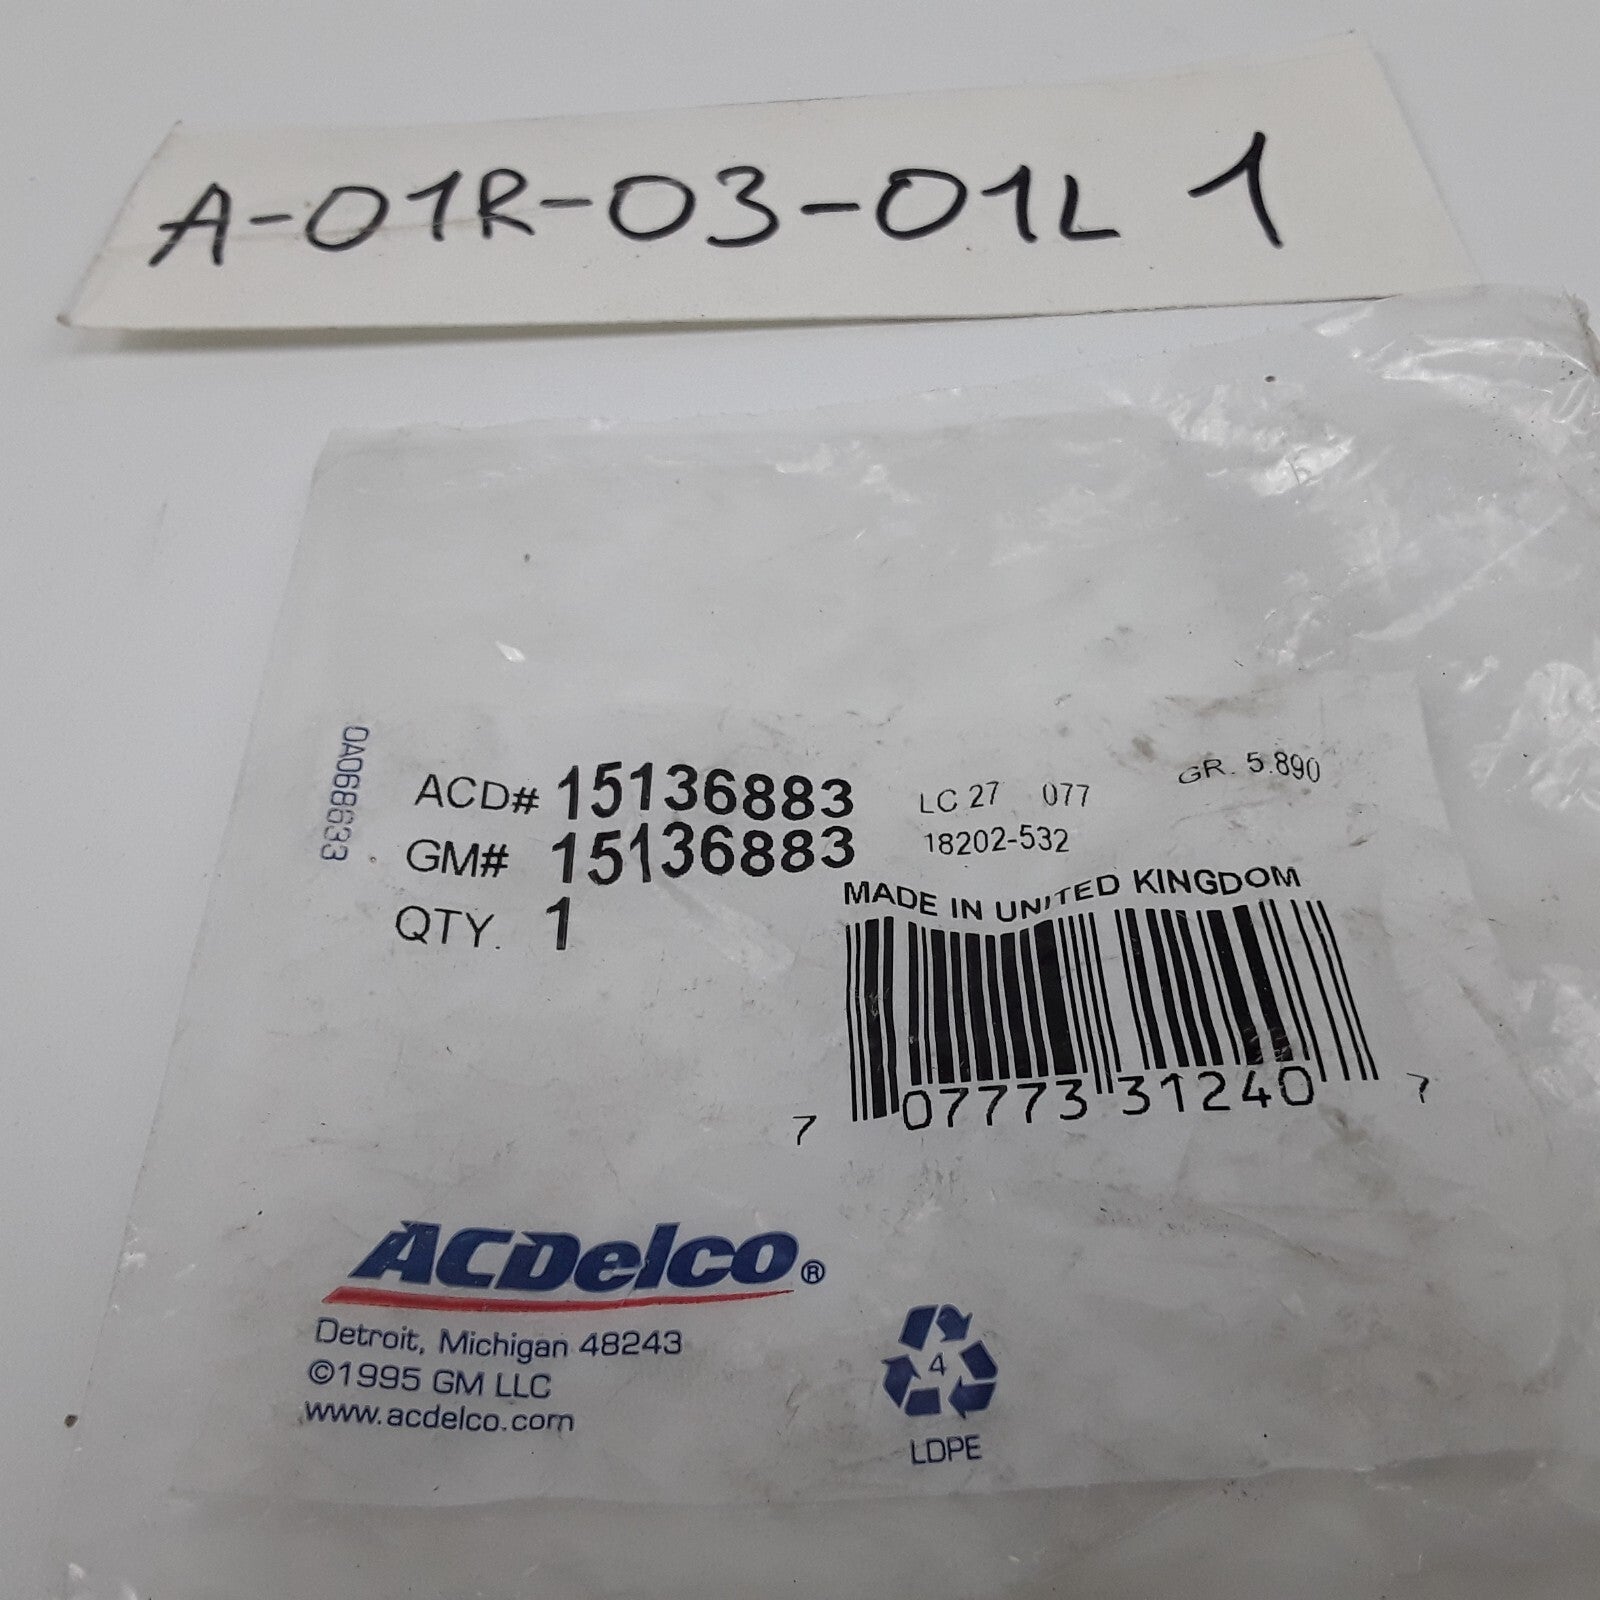 A-01R-03-01L 1
0A068633
ACD# 15136883
GM# 15136883
QTY. 1
LC 27 077
GR. 5.890
18202-532
MADE IN UNITED KINGDOM
7 07773 31240 7
ACDelco®
Detroit, Michigan 48243
©1995 GM LLC
www.acdelco.com
4
LDPE